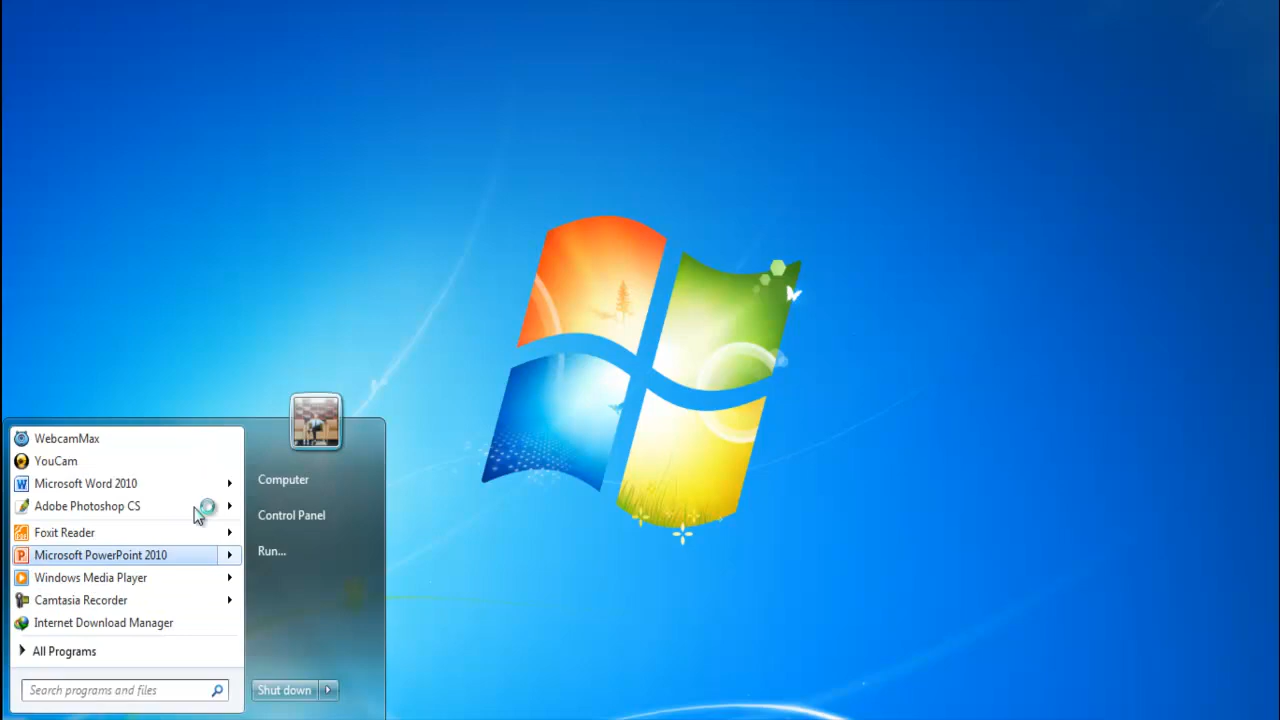 WebcamMax
YouCam
Microsoft Word 2010
Adobe Photoshop CS
Foxit Reader
Microsoft PowerPoint 2010
Windows Media Player
Camtasia Recorder
Internet Download Manager
All Programs
Search programs and files
Computer
Control Panel
Run...
Shut down